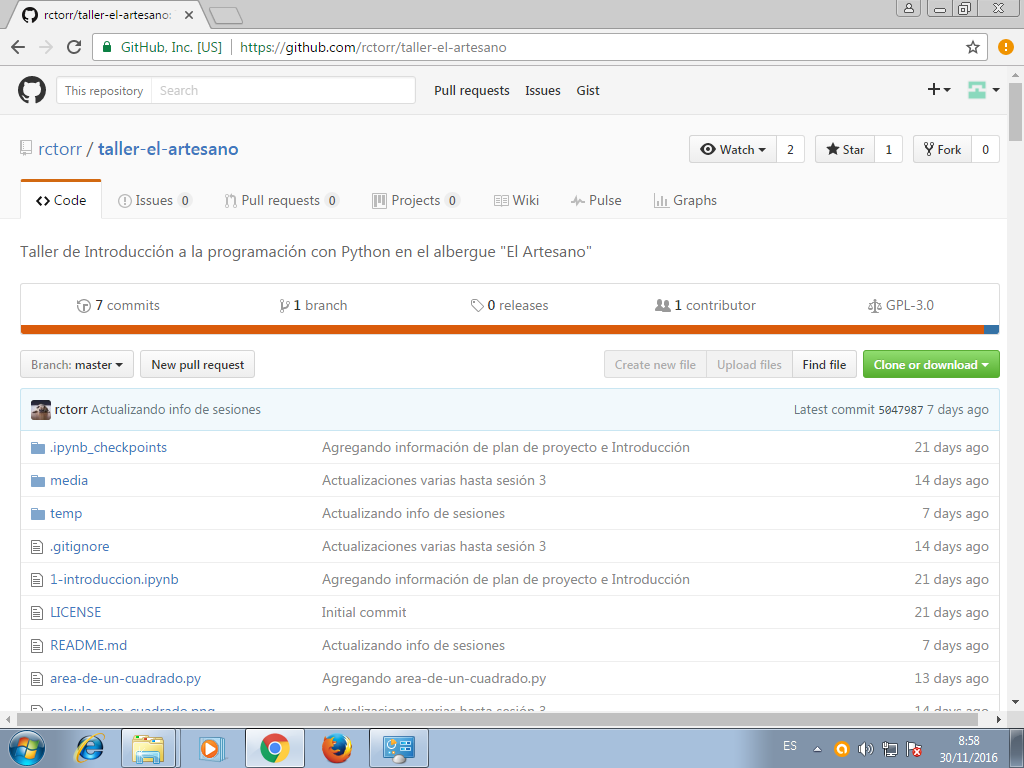 rctorr/taller-el-artesano:
GitHub, Inc. [US] https://github.com/rctorr/taller-el-artesano
This repository Search Pull requests Issues Gist
rctorr / taller-el-artesano Watch 2 Star 1 Fork 0
Code Issues 0 Pull requests 0 Projects 0 Wiki Pulse Graphs
Taller de Introducción a la programación con Python en el albergue "El Artesano"
7 commits 1 branch 0 releases 1 contributor GPL-3.0
Branch: master New pull request Create new file Upload files Find file Clone or download
rctorr Actualizando info de sesiones Latest commit 5047987 7 days ago
.ipynb_checkpoints Agregando información de plan de proyecto e Introducción 21 days ago
media Actualizaciones varias hasta sesión 3 14 days ago
temp Actualizando info de sesiones 7 days ago
.gitignore Actualizaciones varias hasta sesión 3 14 days ago
1-introduccion.ipynb Agregando información de plan de proyecto e Introducción 21 days ago
LICENSE Initial commit 21 days ago
README.md Actualizando info de sesiones 7 days ago
area-de-un-cuadrado.py Agregando area-de-un-cuadrado.py 13 days ago
calcula_area_cuadrado.png Actualizaciones varias hasta sesión 3 14 days ago
ES 8:58
30/11/2016